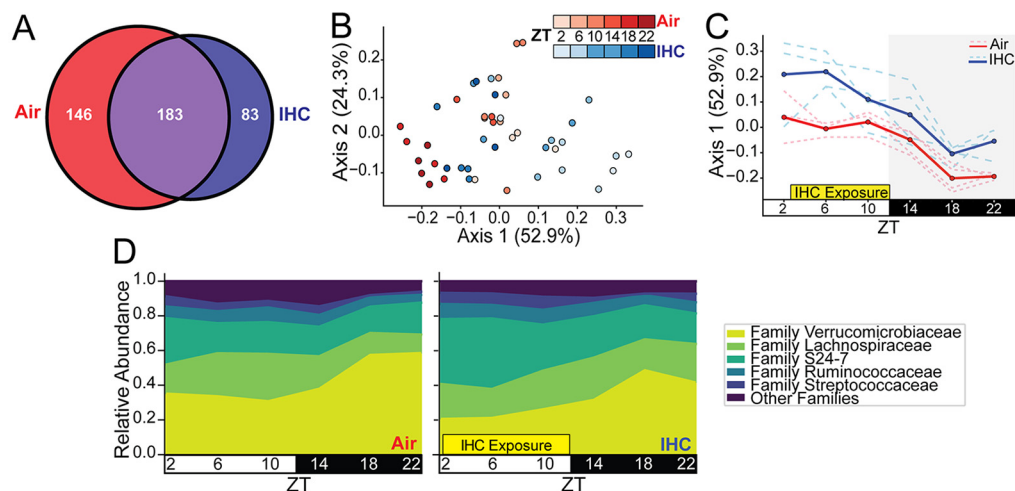 A
Air
146
183
83
IHC
B
Axis 2 (24.3%)
0.2
0.1
0.0
-0.1
ZT
2 6 10 14 18 22
Air
IHC
-0.2 -0.1 0.0 0.1 0.2 0.3
Axis 1 (52.9%)
C
Axis 1 (52.9%)
0.3
0.2
0.1
0.0
-0.1
-0.2
Air
IHC
IHC Exposure
2 6 10 14 18 22
ZT
D
Relative Abundance
1.0
0.8
0.6
0.4
0.2
0.0
Air
2 6 10 14 18 22
ZT
IHC Exposure
IHC
2 6 10 14 18 22
ZT
Family Verrucomicrobiaceae
Family Lachnospiraceae
Family S24-7
Family Ruminococcaceae
Family Streptococcaceae
Other Families